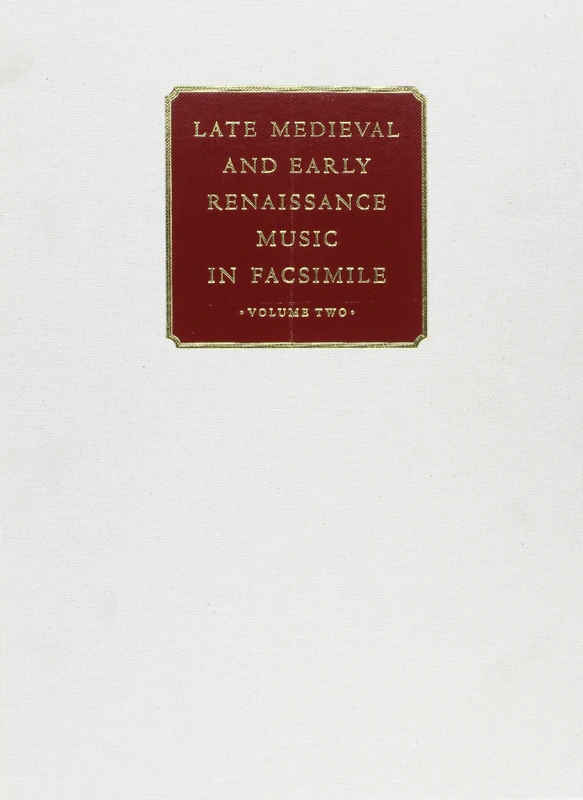 LATE MEDIEVAL
AND EARLY
RENAISSANCE
MUSIC
IN FACSIMILE
• VOLUME TWO •